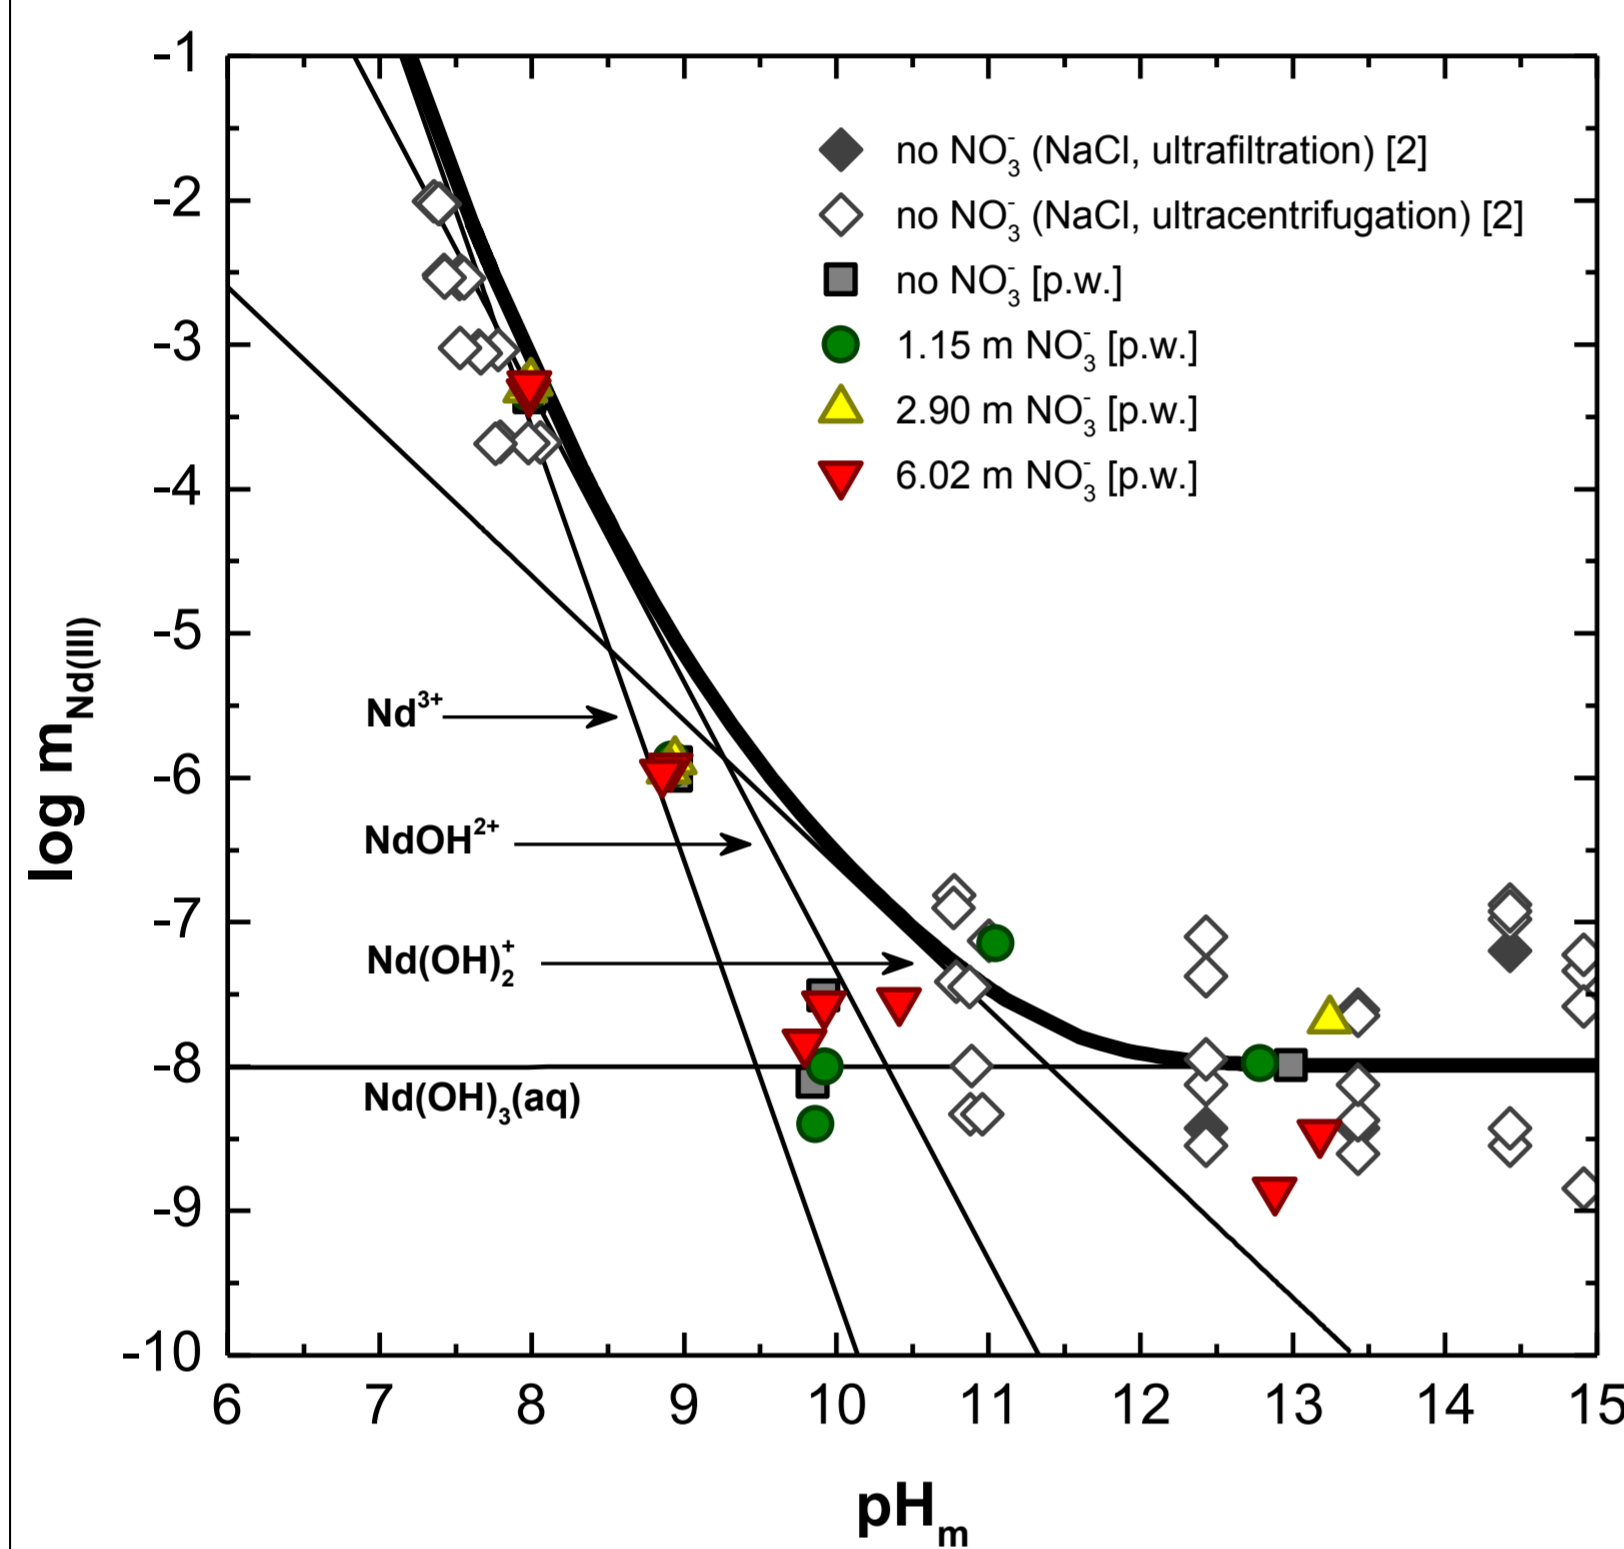 -1
-2
-3
-4
-5
-6
-7
-8
-9
-10
log m Nd(III)
no NO3- (NaCl, ultrafiltration) [2]
no NO3- (NaCl, ultracentrifugation) [2]
no NO3- [p.w.]
1.15 m NO3- [p.w.]
2.90 m NO3- [p.w.]
6.02 m NO3- [p.w.]
Nd3+
NdOH2+
Nd(OH)2+
Nd(OH)3(aq)
6 7 8 9 10 11 12 13 14 15
pHm